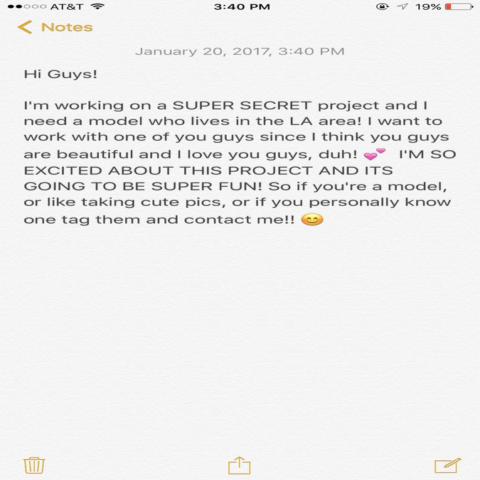 AT&T 3:40 PM 19%
Notes
January 20, 2017, 3:40 PM
Hi Guys!
I'm working on a SUPER SECRET project and I
need a model who lives in the LA area! I want to
work with one of you guys since I think you guys
are beautiful and I love you guys, duh! 💕 I'M SO
EXCITED ABOUT THIS PROJECT AND ITS
GOING TO BE SUPER FUN! So if you're a model,
or like taking cute pics, or if you personally know
one tag them and contact me!! 😊